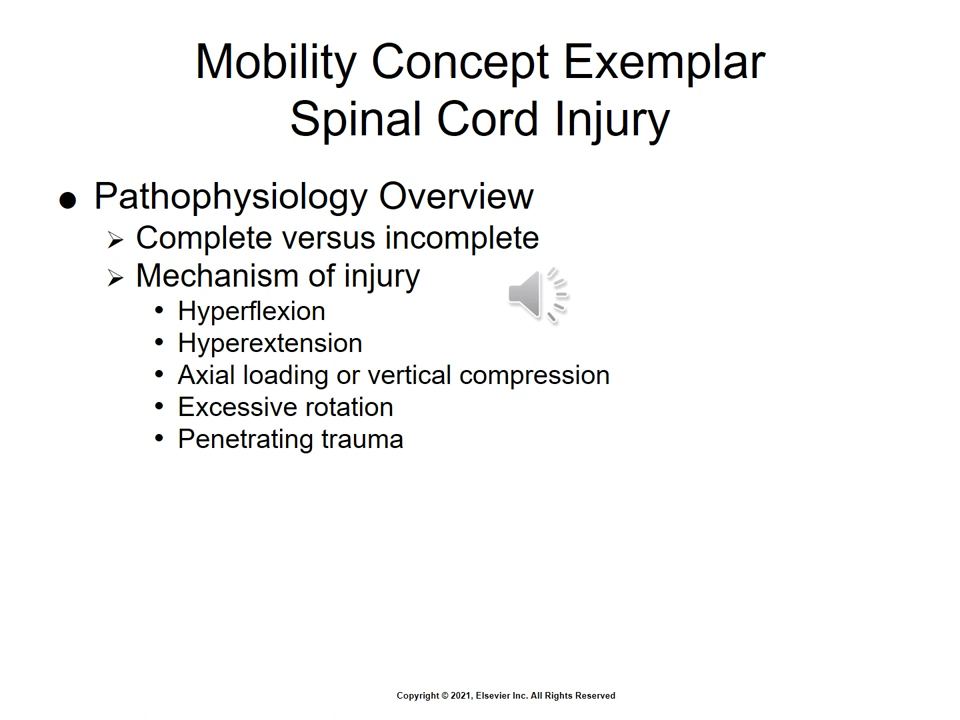 Mobility Concept Exemplar
Spinal Cord Injury
● Pathophysiology Overview
➢ Complete versus incomplete
➢ Mechanism of injury
• Hyperflexion
• Hyperextension
• Axial loading or vertical compression
• Excessive rotation
• Penetrating trauma
Copyright © 2021, Elsevier Inc. All Rights Reserved